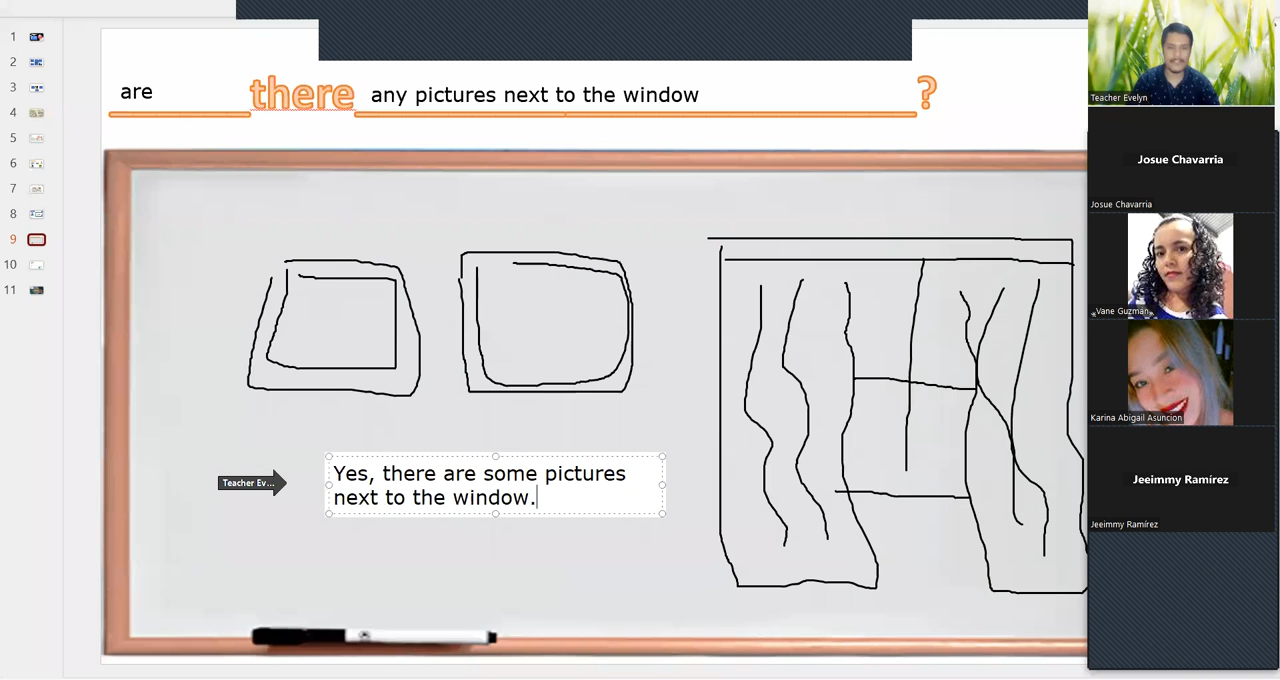 1
2
3
4
5
6
7
8
9
10
11
are there any pictures next to the window ?
Yes, there are some pictures
next to the window.
Teacher Ev...
Teacher Evelyn
Josue Chavarria
Josue Chavarria
Vane Guzmán
Karina Abigail Asuncion
Jeeimmy Ramírez
Jeeimmy Ramírez